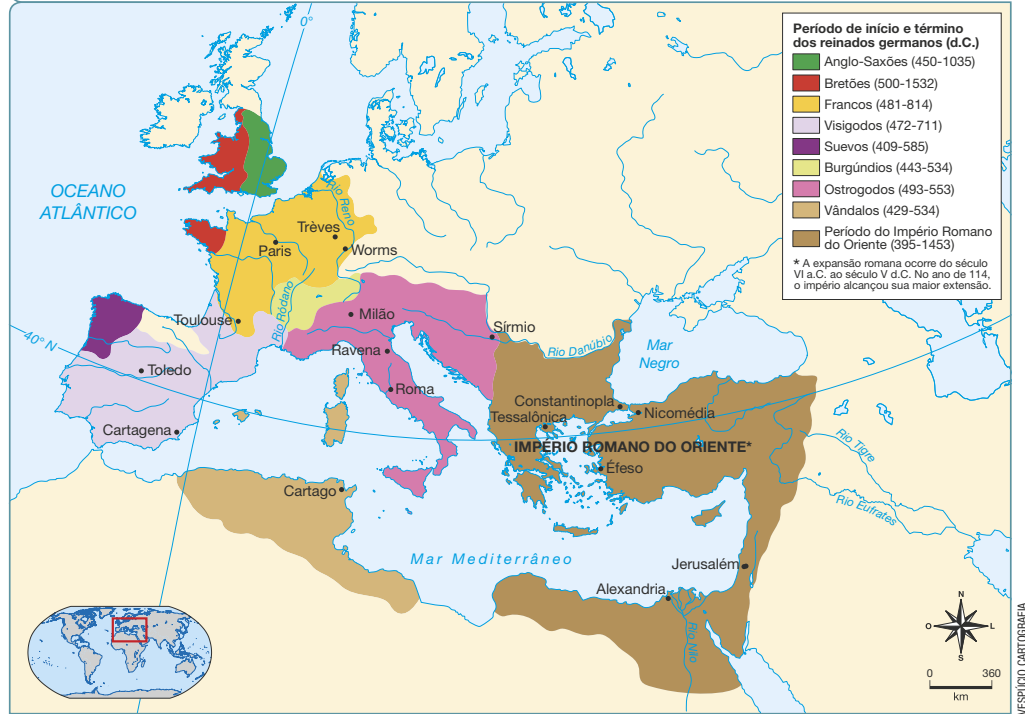 Período de início e término
dos reinados germanos (d.C.)
Anglo-Saxões (450-1035)
Bretões (500-1532)
Francos (481-814)
Visigodos (472-711)
Suevos (409-585)
Burgúndios (443-534)
Ostrogodos (493-553)
Vândalos (429-534)
Período do Império Romano
do Oriente (395-1453)
* A expansão romana ocorre do século
VI a.C. ao século V d.C. No ano de 114,
o império alcançou sua maior extensão.
0°
OCEANO
ATLÂNTICO
Rio Reno
Trèves
Paris
Worms
Toulouse
Rio Ródano
Milão
Sírmio
Rio Danúbio
Mar
Negro
40° N
Ravena
Toledo
Roma
Constantinopla
Tessalônica
Nicomédia
Cartagena
IMPÉRIO ROMANO DO ORIENTE*
Rio Tigre
Éfeso
Cartago
Rio Eufrates
Mar Mediterrâneo
Jerusalém
Alexandria
Rio Nilo
N
O
L
S
0 360
km
VESPÚCIO CARTOGRAFIA